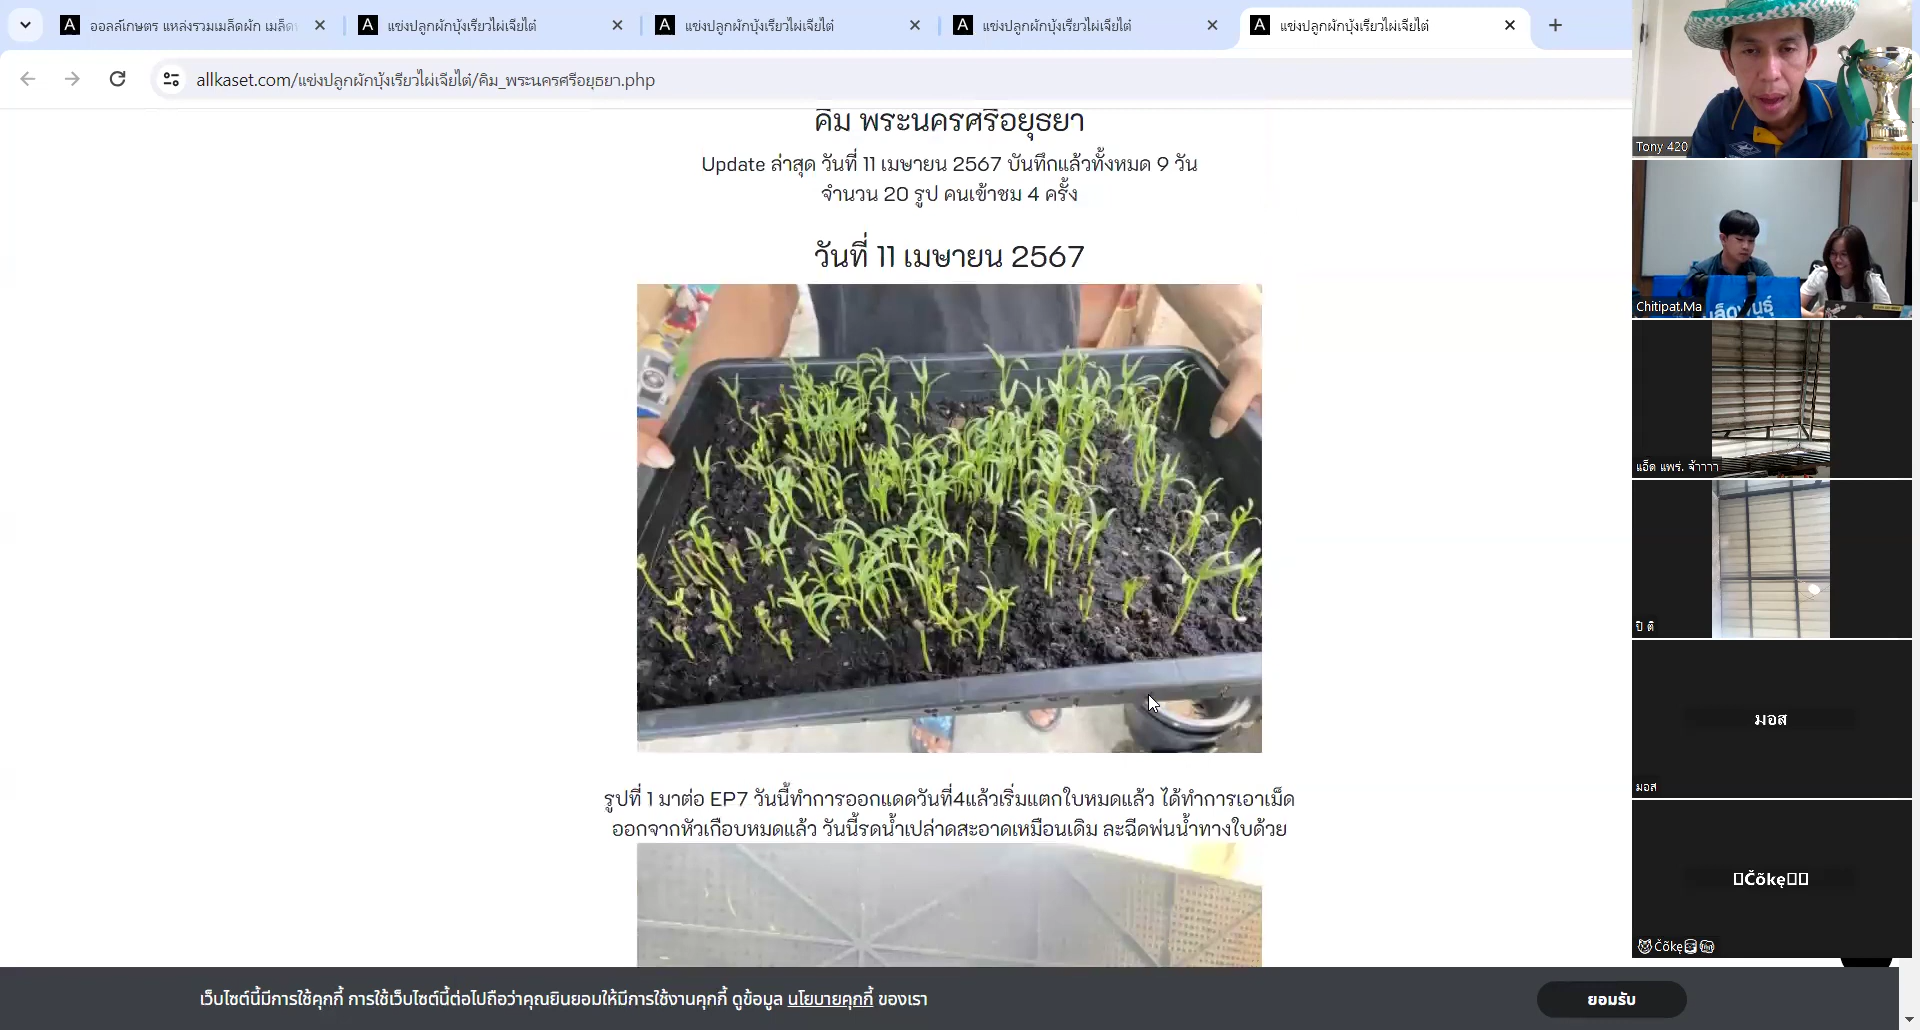 ออลล์เกษตร แหล่งรวมเมล็ดผัก เมล็ด
แข่งปลูกผักบุ้งเรียวไผ่เจียไต๋
แข่งปลูกผักบุ้งเรียวไผ่เจียไต๋
แข่งปลูกผักบุ้งเรียวไผ่เจียไต๋
แข่งปลูกผักบุ้งเรียวไผ่เจียไต๋
allkaset.com/แข่งปลูกผักบุ้งเรียวไผ่เจียไต๋/คิม_พระนครศรีอยุธยา.php
คิม พระนครศรีอยุธยา
Update ล่าสุด วันที่ 11 เมษายน 2567 บันทึกแล้วทั้งหมด 9 วัน
จำนวน 20 รูป คนเข้าชม 4 ครั้ง
วันที่ 11 เมษายน 2567
รูปที่ 1 มาต่อ EP7 วันนี้ทำการออกแดดวันที่4แล้วเริ่มแตกใบหมดแล้ว ได้ทำการเอาเม็ด
ออกจากหัวเกือบหมดแล้ว วันนี้รดน้ำเปล่าดสะอาดเหมือนเดิม ละฉีดพ่นน้ำทางใบด้วย
เว็บไซต์นี้มีการใช้คุกกี้ การใช้เว็บไซต์นี้ต่อไปถือว่าคุณยินยอมให้มีการใช้งานคุกกี้ ดูข้อมูล นโยบายคุกกี้ ของเรา
ยอมรับ
Tony 420
Chitipat.Ma
แอ๊ด แพร่. จ้าาาา
ปิ ติ
มอส
มอส
Čõkę
Čõkę